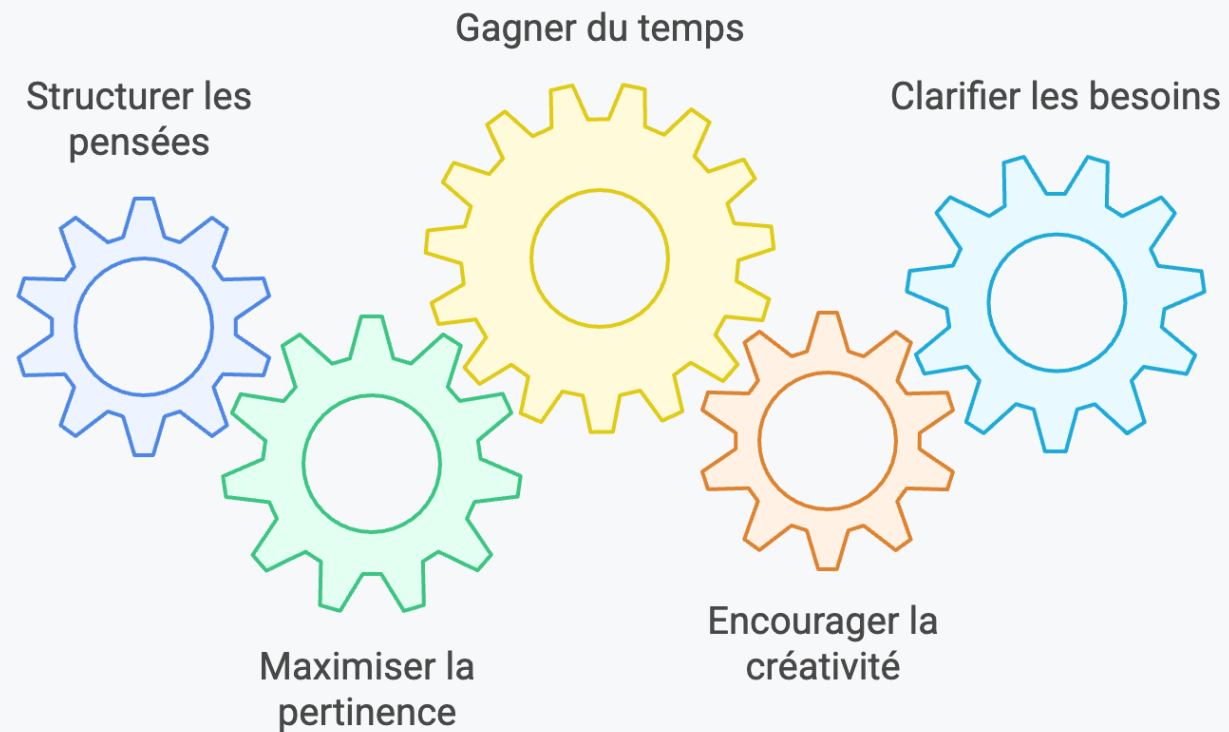 Gagner du temps
Structurer les
pensées
Clarifier les besoins
Maximiser la
pertinence
Encourager la
créativité